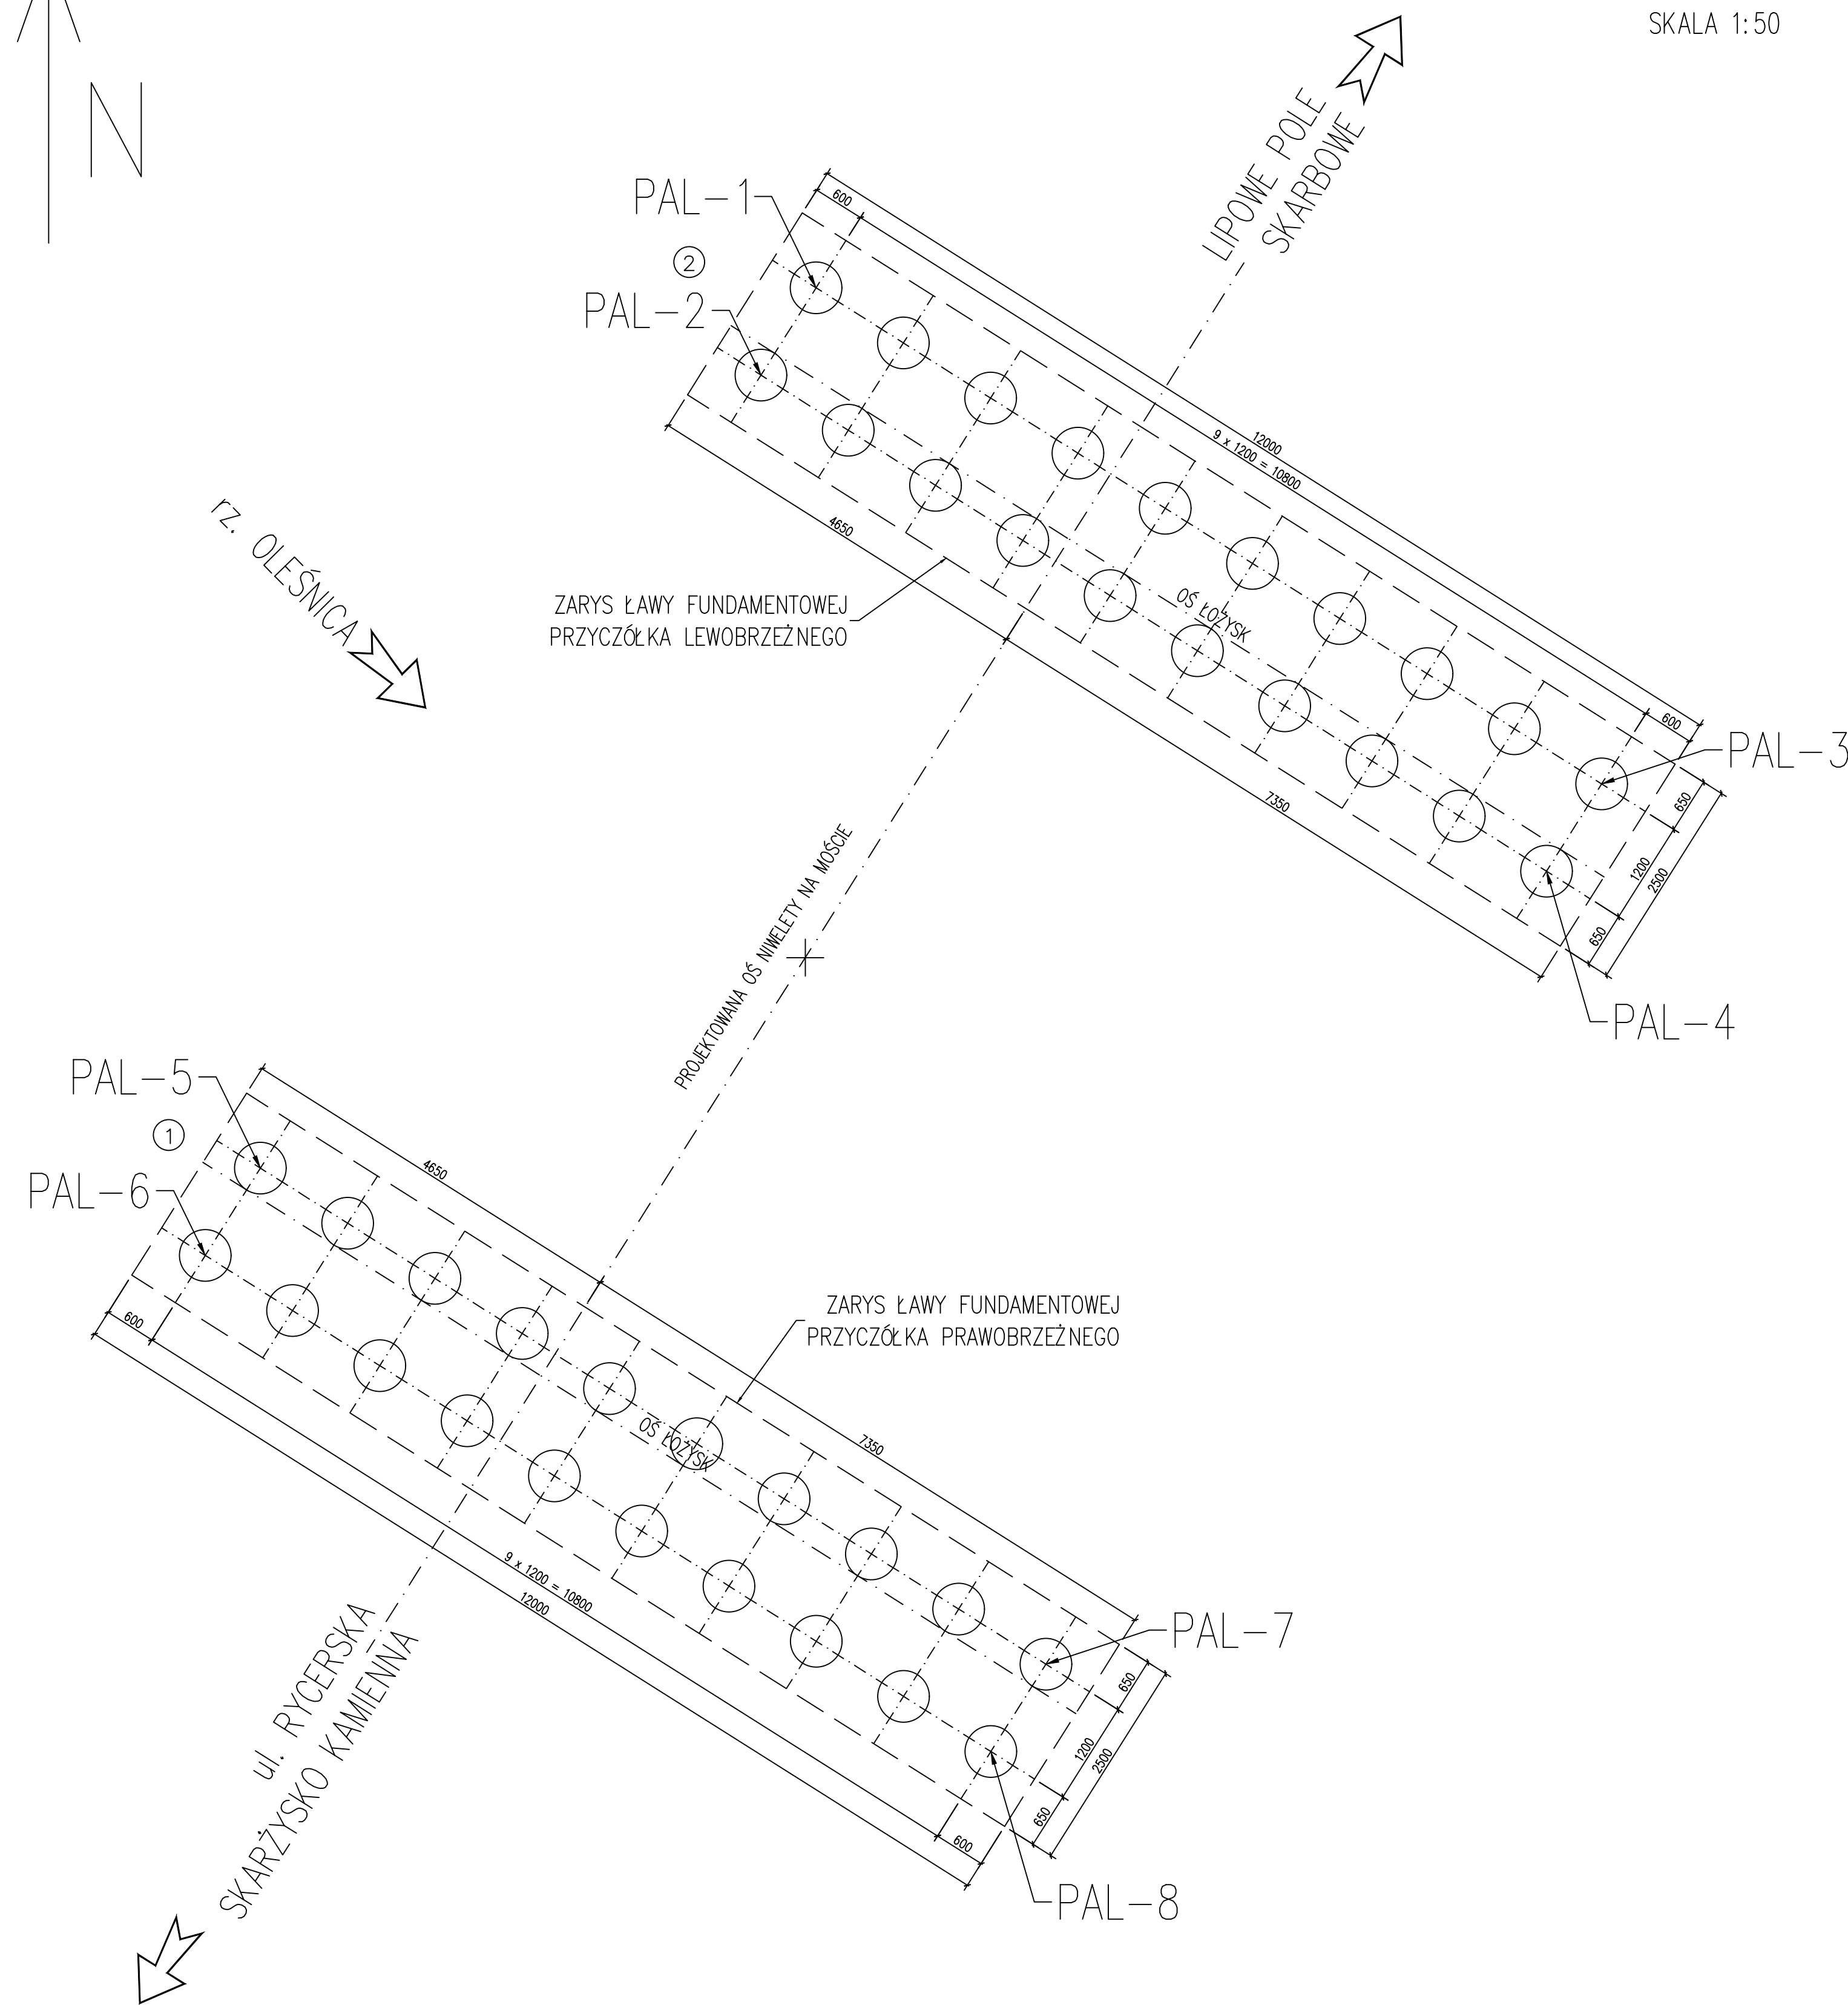 SKALA 1:50
N
LIPOWE POLE
SKARBOWE
PAL-1
2
PAL-2
600
12000
9 x 1200 = 10800
4650
rz. OLEŚNICA
ZARYS ŁAWY FUNDAMENTOWEJ
PRZYCZÓŁKA LEWOBRZEŻNEGO
OŚ ŁOŻYSK
600
PAL-3
650
7350
1200
2500
650
PAL-4
PROJEKTOWANA OŚ NIWELETY NA MOŚCIE
PAL-5
1
PAL-6
4650
600
ZARYS ŁAWY FUNDAMENTOWEJ
PRZYCZÓŁKA PRAWOBRZEŻNEGO
OŚ ŁOŻYSK
7350
9 x 1200 = 10800
12000
PAL-7
650
1200
2500
650
600
PAL-8
ul. RYCERSKA
SKARŻYSKO KAMIENNA